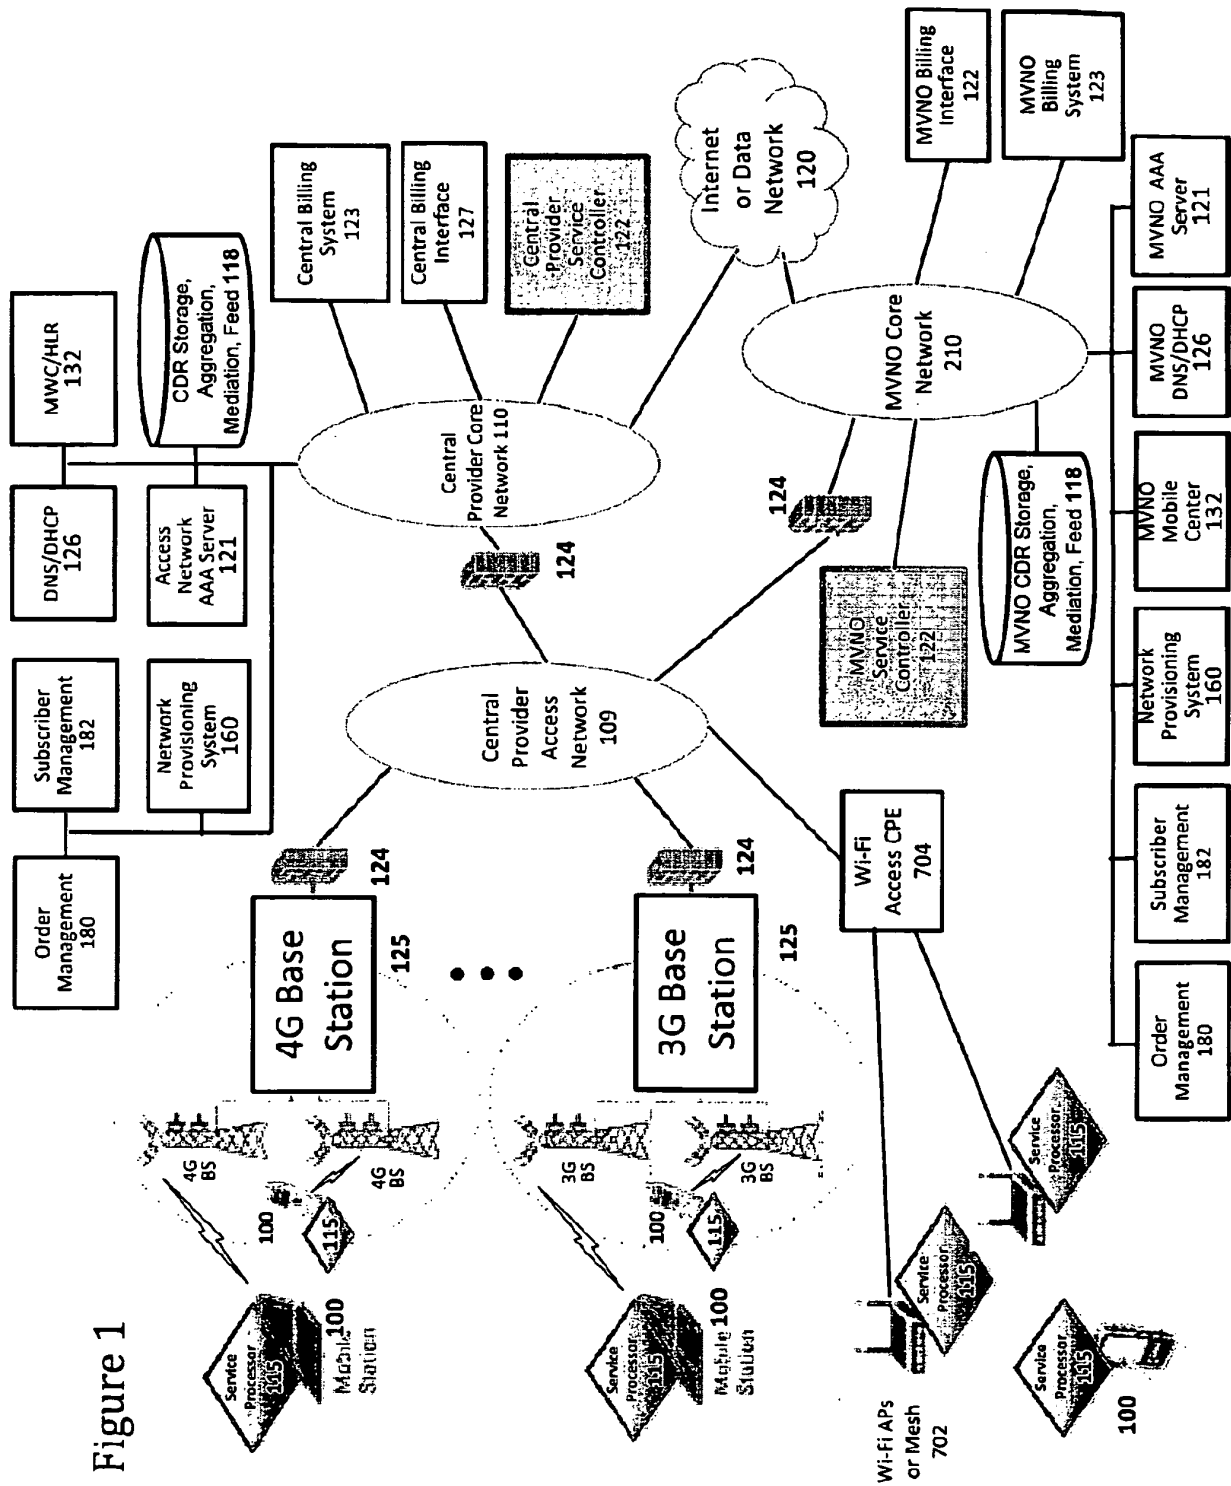 Figure 1
Order
Management
180
Subscriber
Management
182
DNS/DHCP
126
MWC/HLR
132
Network
Provisioning
System
160
Access
Network
AAA Server
121
CDR Storage,
Aggregation,
Mediation, Feed 118
Central Billing
System
123
Central Billing
Interface
127
Central
Provider
Service
Controller
122
Service
Processor
115
100
Mobile
Station
4G
BS
100
115
4G
BS
4G Base
Station
125
124
Central
Provider
Access
Network
109
124
Central
Provider Core
Network 110
Internet
or Data
Network
120
Service
Processor
115
100
Mobile
Station
3G
BS
100
115
3G
BS
3G Base
Station
125
124
124
MVNO Core
Network
210
MVNO Billing
Interface
122
MVNO
Billing
System
123
MVNO
Service
Controller
122
MVNO CDR Storage,
Aggregation,
Mediation, Feed 118
Wi-Fi
Access CPE
704
Wi-Fi APs
or Mesh
702
Service
Processor
115
Service
Processor
115
Service
Processor
115
100
Order
Management
180
Subscriber
Management
182
Network
Provisioning
System
160
MVNO
Mobile
Center
132
MVNO
DNS/DHCP
126
MVNO AAA
Server
121